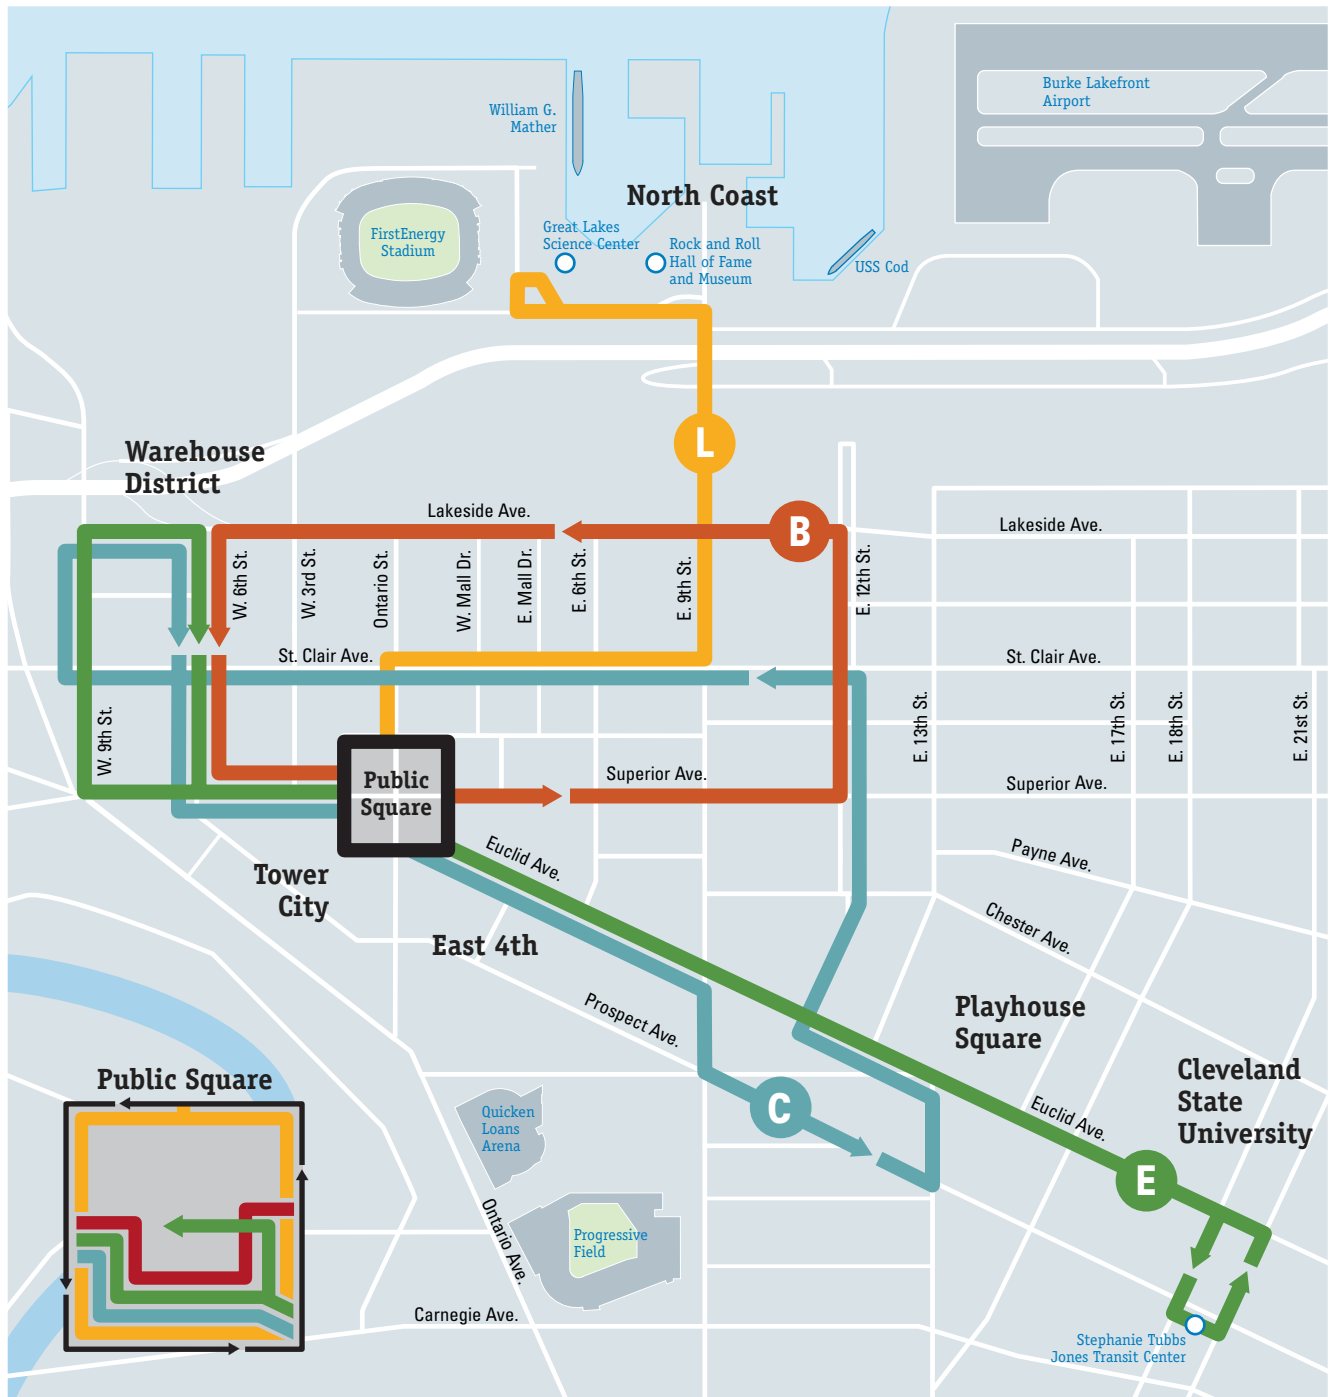 Burke Lakefront
Airport
William G.
Mather
North Coast
FirstEnergy
Stadium
Great Lakes
Science Center
Rock and Roll
Hall of Fame
and Museum
USS Cod
L
Warehouse
District
Lakeside Ave.
B
Lakeside Ave.
W. 6th St.
W. 3rd St.
Ontario St.
W. Mall Dr.
E. Mall Dr.
E. 6th St.
E. 9th St.
E. 12th St.
St. Clair Ave.
St. Clair Ave.
W. 9th St.
E. 13th St.
E. 17th St.
E. 18th St.
E. 21st St.
Public
Square
Superior Ave.
Superior Ave.
Euclid Ave.
Payne Ave.
Tower
City
East 4th
Chester Ave.
Prospect Ave.
Playhouse
Square
Public Square
Cleveland
State
University
Quicken
Loans
Arena
C
Euclid Ave.
E
Ontario Ave.
Progressive
Field
Carnegie Ave.
Stephanie Tubbs
Jones Transit Center